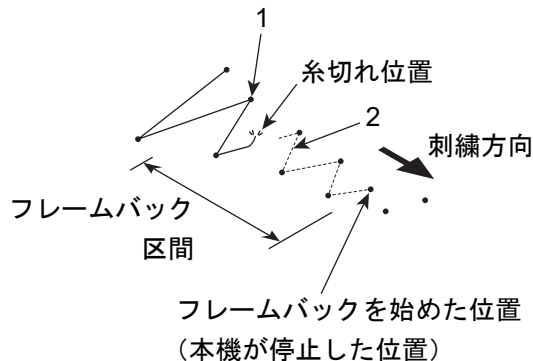 1
糸切れ位置
2
刺繍方向
フレームバック
区間
フレームバックを始めた位置
（本機が停止した位置）